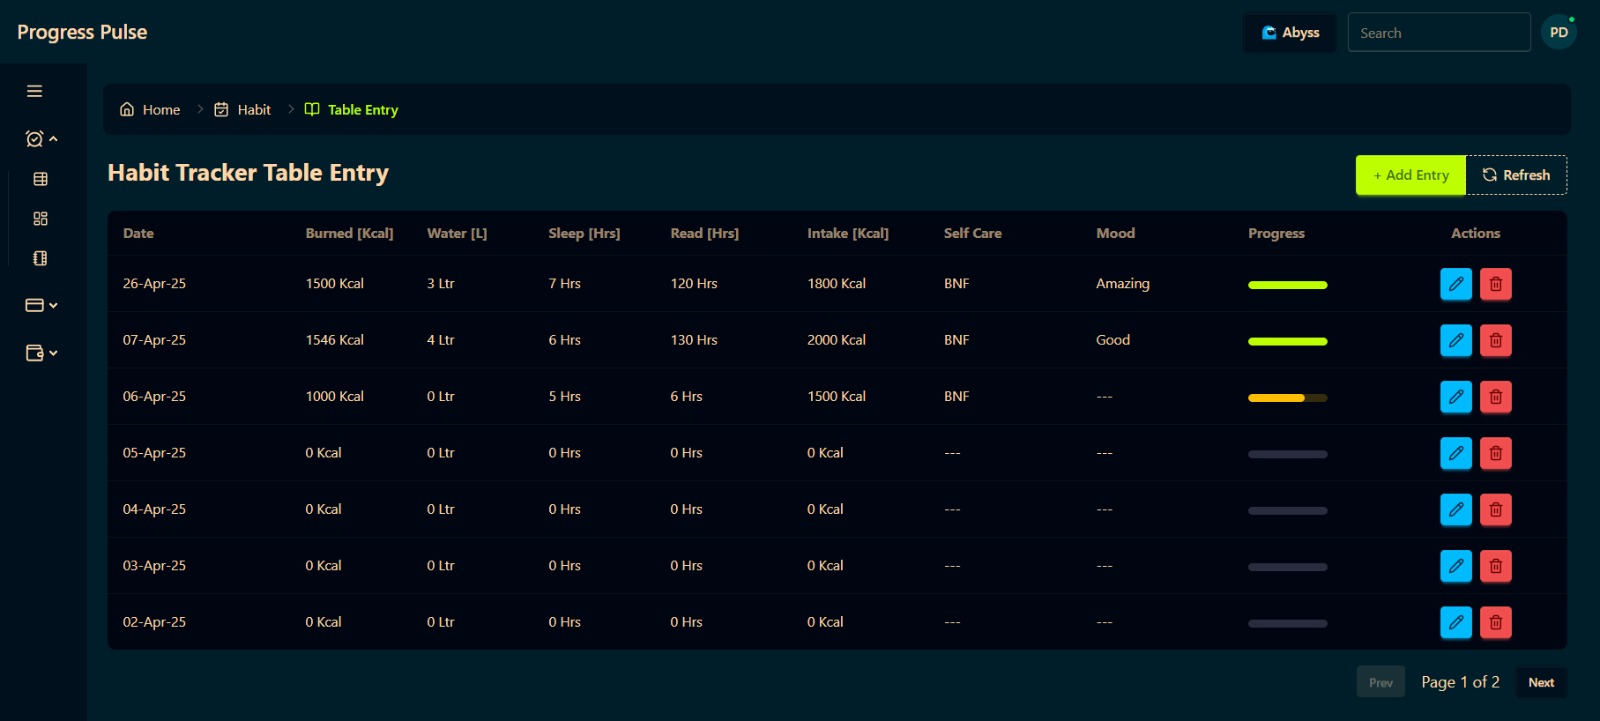 Progress Pulse
Abyss
Search
PD
Home
Habit
Table Entry
Habit Tracker Table Entry
+ Add Entry
Refresh
Date Burned [Kcal] Water [L] Sleep [Hrs] Read [Hrs] Intake [Kcal] Self Care Mood Progress Actions
26-Apr-25 1500 Kcal 3 Ltr 7 Hrs 120 Hrs 1800 Kcal BNF Amazing
07-Apr-25 1546 Kcal 4 Ltr 6 Hrs 130 Hrs 2000 Kcal BNF Good
06-Apr-25 1000 Kcal 0 Ltr 5 Hrs 6 Hrs 1500 Kcal BNF ---
05-Apr-25 0 Kcal 0 Ltr 0 Hrs 0 Hrs 0 Kcal --- ---
04-Apr-25 0 Kcal 0 Ltr 0 Hrs 0 Hrs 0 Kcal --- ---
03-Apr-25 0 Kcal 0 Ltr 0 Hrs 0 Hrs 0 Kcal --- ---
02-Apr-25 0 Kcal 0 Ltr 0 Hrs 0 Hrs 0 Kcal --- ---
Prev Page 1 of 2 Next